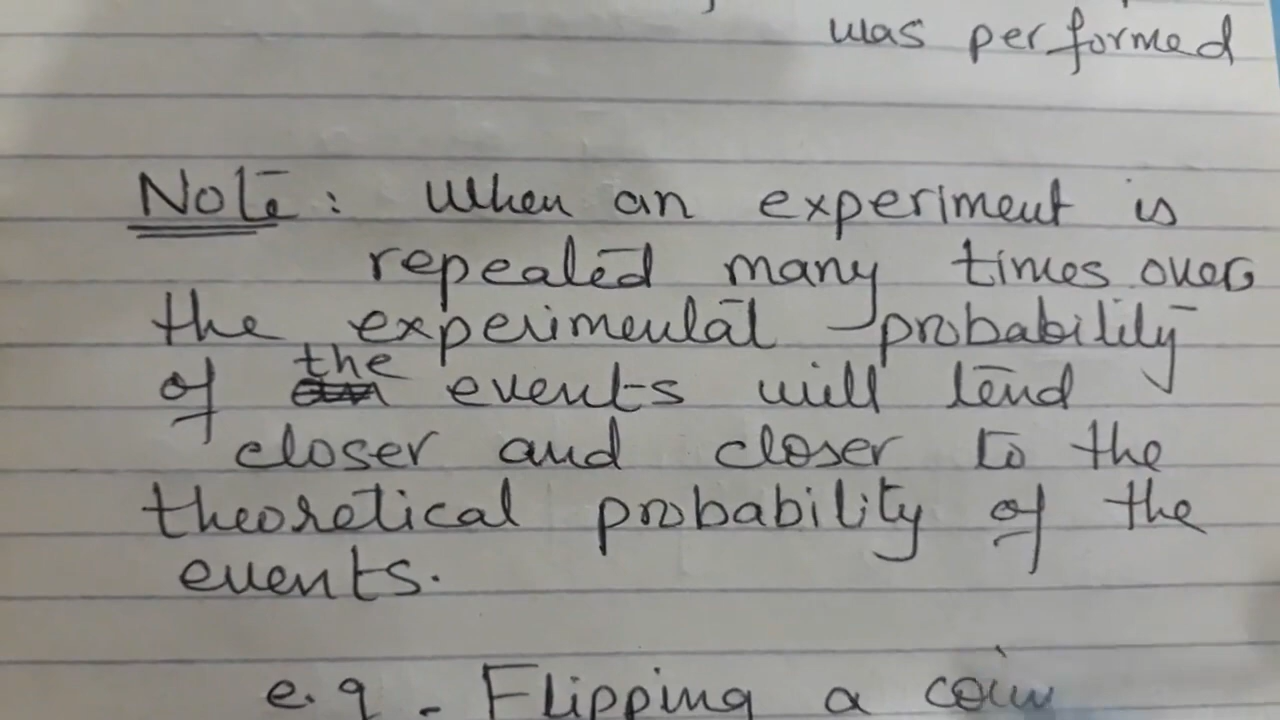 was performed
Note: When an experiment is
repeated many times over
the experimental probability
of the events will tend
closer and closer to the
theoretical probability of the
events.
e.g - Flipping a coin